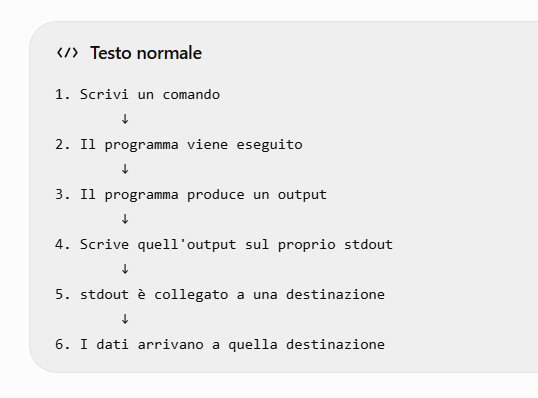 </> Testo normale
1. Scrivi un comando
↓
2. Il programma viene eseguito
↓
3. Il programma produce un output
↓
4. Scrive quell'output sul proprio stdout
↓
5. stdout è collegato a una destinazione
↓
6. I dati arrivano a quella destinazione